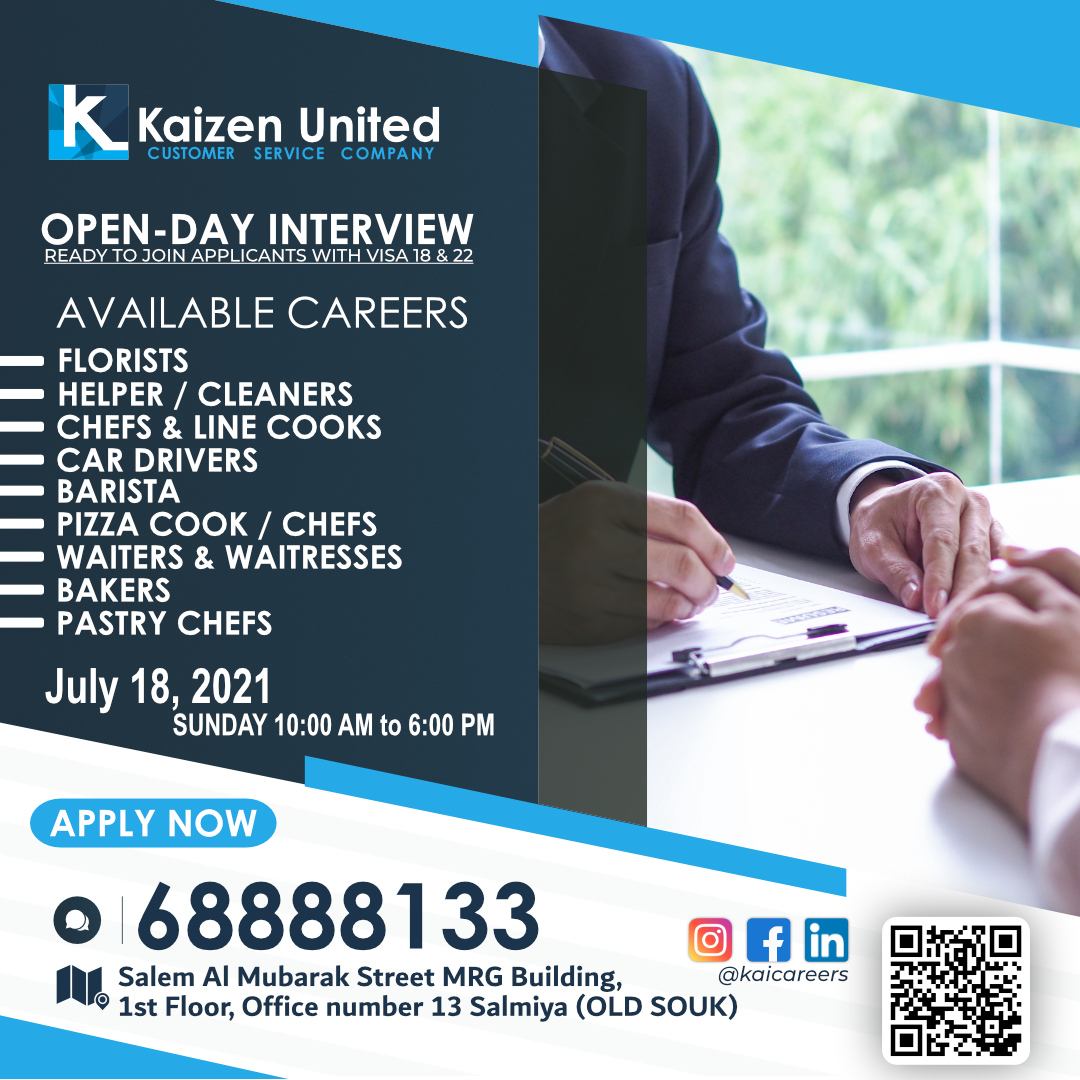 K Kaizen United
CUSTOMER SERVICE COMPANY
OPEN-DAY INTERVIEW
READY TO JOIN APPLICANTS WITH VISA 18 & 22
AVAILABLE CAREERS
FLORISTS
HELPER / CLEANERS
CHEFS & LINE COOKS
CAR DRIVERS
BARISTA
PIZZA COOK / CHEFS
WAITERS & WAITRESSES
BAKERS
PASTRY CHEFS
July 18, 2021
SUNDAY 10:00 AM to 6:00 PM
APPLY NOW
68888133
Salem Al Mubarak Street MRG Building,
1st Floor, Office number 13 Salmiya (OLD SOUK)
@kaicareers